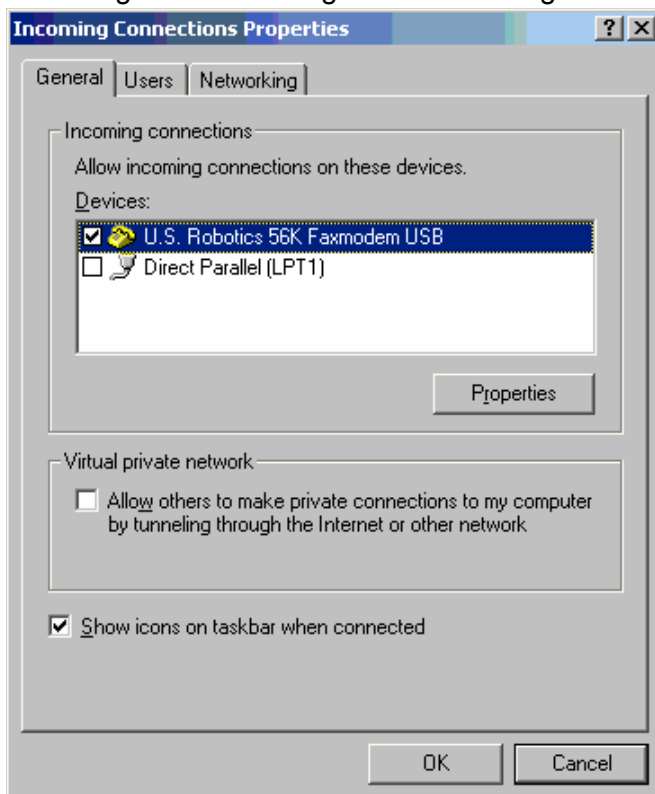 Incoming Connections Properties
General Users Networking
Incoming connections
Allow incoming connections on these devices.
Devices:
U.S. Robotics 56K Faxmodem USB
Direct Parallel (LPT1)
Properties
Virtual private network
Allow others to make private connections to my computer
by tunneling through the Internet or other network
Show icons on taskbar when connected
OK Cancel